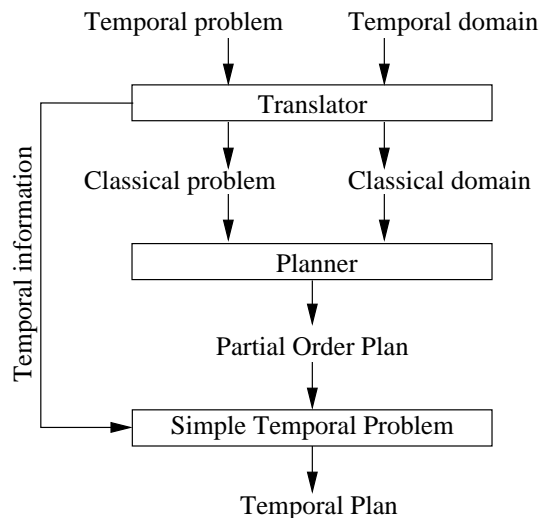 Temporal problem
Temporal domain
Translator
Classical problem
Classical domain
Temporal information
Planner
Partial Order Plan
Simple Temporal Problem
Temporal Plan